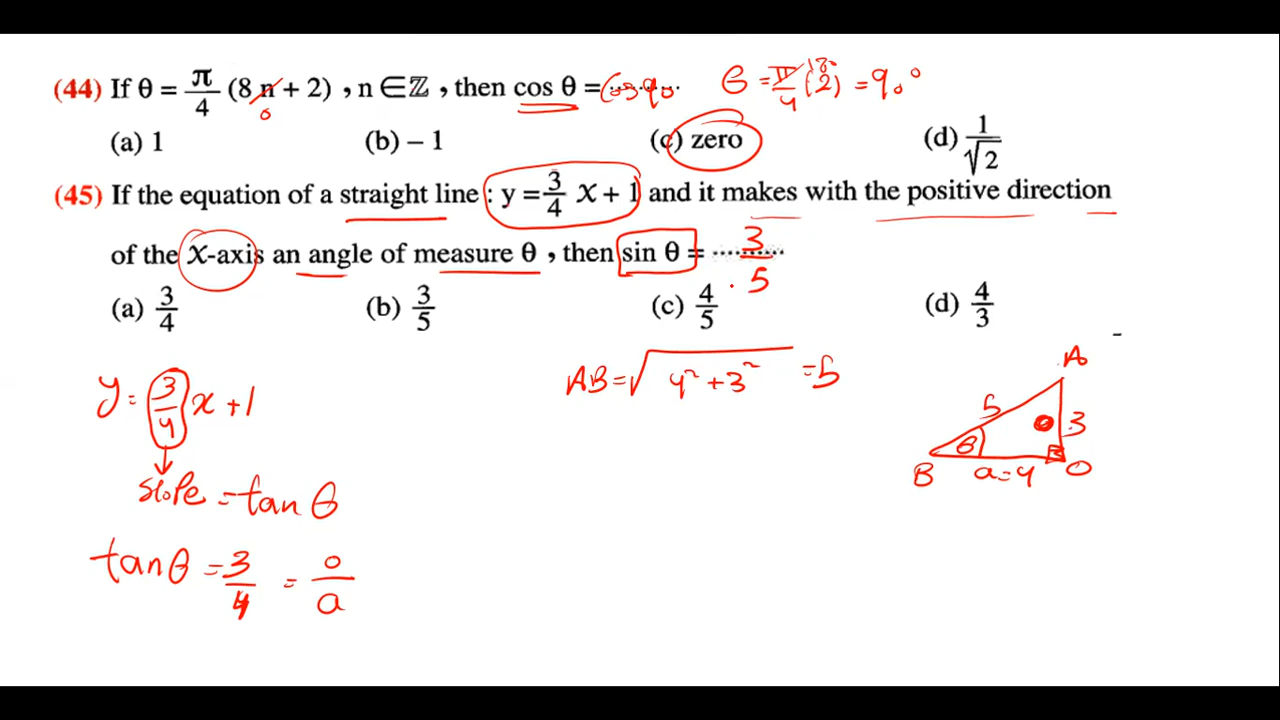 (44) If θ = π/4 (8 n + 2) , n ∈ ℤ , then cos θ = ........ Cos 90 θ = π/4 (2) = 90°
0 180
(a) 1 (b) – 1 (c) zero (d) 1/√2
(45) If the equation of a straight line : y = 3/4 X + 1 and it makes with the positive direction
of the X-axis an angle of measure θ , then sin θ = ........ 3/5
(a) 3/4 (b) 3/5 (c) 4/5 (d) 4/3
y = 3/4 x + 1 AB = √4² + 3² = 5
A
5 3
θ
B a = 4 O
slope = tan θ
tan θ = 3/4 = o/a